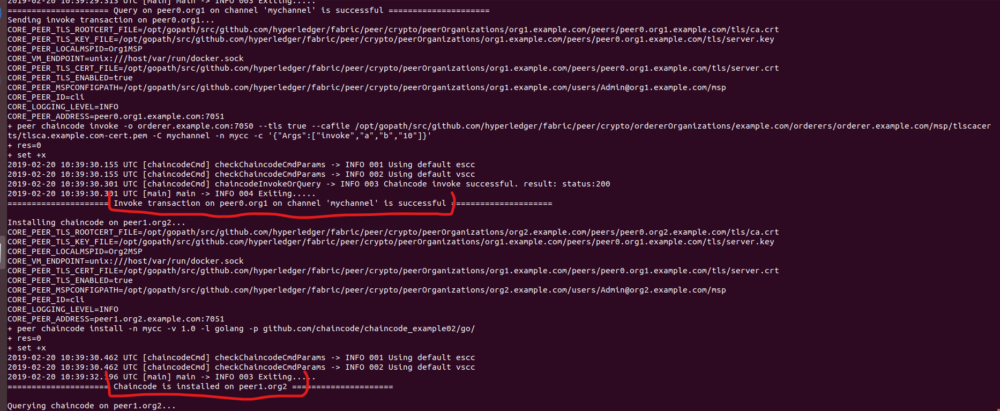 2019-02-20 10:39:29.313 UTC [main] main -> INFO 003 Exiting.....
===================== Query on peer0.org1 on channel 'mychannel' is successful =====================
Sending invoke transaction on peer0.org1...
CORE_PEER_TLS_ROOTCERT_FILE=/opt/gopath/src/github.com/hyperledger/fabric/peer/crypto/peerOrganizations/org1.example.com/peers/peer0.org1.example.com/tls/ca.crt
CORE_PEER_TLS_KEY_FILE=/opt/gopath/src/github.com/hyperledger/fabric/peer/crypto/peerOrganizations/org1.example.com/peers/peer0.org1.example.com/tls/server.key
CORE_PEER_LOCALMSPID=Org1MSP
CORE_VM_ENDPOINT=unix:///host/var/run/docker.sock
CORE_PEER_TLS_CERT_FILE=/opt/gopath/src/github.com/hyperledger/fabric/peer/crypto/peerOrganizations/org1.example.com/peers/peer0.org1.example.com/tls/server.crt
CORE_PEER_TLS_ENABLED=true
CORE_PEER_MSPCONFIGPATH=/opt/gopath/src/github.com/hyperledger/fabric/peer/crypto/peerOrganizations/org1.example.com/users/Admin@org1.example.com/msp
CORE_PEER_ID=cli
CORE_LOGGING_LEVEL=INFO
CORE_PEER_ADDRESS=peer0.org1.example.com:7051
+ peer chaincode invoke -o orderer.example.com:7050 --tls true --cafile /opt/gopath/src/github.com/hyperledger/fabric/peer/crypto/ordererOrganizations/example.com/orderers/orderer.example.com/msp/tlscacer
ts/tlsca.example.com-cert.pem -C mychannel -n mycc -c '{"Args":["invoke","a","b","10"]}'
+ res=0
+ set +x
2019-02-20 10:39:30.155 UTC [chaincodeCmd] checkChaincodeCmdParams -> INFO 001 Using default escc
2019-02-20 10:39:30.155 UTC [chaincodeCmd] checkChaincodeCmdParams -> INFO 002 Using default vscc
2019-02-20 10:39:30.301 UTC [chaincodeCmd] chaincodeInvokeOrQuery -> INFO 003 Chaincode invoke successful. result: status:200
2019-02-20 10:39:30.301 UTC [main] main -> INFO 004 Exiting.....
===================== Invoke transaction on peer0.org1 on channel 'mychannel' is successful =====================
Installing chaincode on peer1.org2...
CORE_PEER_TLS_ROOTCERT_FILE=/opt/gopath/src/github.com/hyperledger/fabric/peer/crypto/peerOrganizations/org2.example.com/peers/peer0.org2.example.com/tls/ca.crt
CORE_PEER_TLS_KEY_FILE=/opt/gopath/src/github.com/hyperledger/fabric/peer/crypto/peerOrganizations/org1.example.com/peers/peer0.org1.example.com/tls/server.key
CORE_PEER_LOCALMSPID=Org2MSP
CORE_VM_ENDPOINT=unix:///host/var/run/docker.sock
CORE_PEER_TLS_CERT_FILE=/opt/gopath/src/github.com/hyperledger/fabric/peer/crypto/peerOrganizations/org1.example.com/peers/peer0.org1.example.com/tls/server.crt
CORE_PEER_TLS_ENABLED=true
CORE_PEER_MSPCONFIGPATH=/opt/gopath/src/github.com/hyperledger/fabric/peer/crypto/peerOrganizations/org2.example.com/users/Admin@org2.example.com/msp
CORE_PEER_ID=cli
CORE_LOGGING_LEVEL=INFO
CORE_PEER_ADDRESS=peer1.org2.example.com:7051
+ peer chaincode install -n mycc -v 1.0 -l golang -p github.com/chaincode/chaincode_example02/go/
+ res=0
+ set +x
2019-02-20 10:39:30.462 UTC [chaincodeCmd] checkChaincodeCmdParams -> INFO 001 Using default escc
2019-02-20 10:39:30.462 UTC [chaincodeCmd] checkChaincodeCmdParams -> INFO 002 Using default vscc
2019-02-20 10:39:32.196 UTC [main] main -> INFO 003 Exiting.....
===================== Chaincode is installed on peer1.org2 =====================
Querying chaincode on peer1.org2...